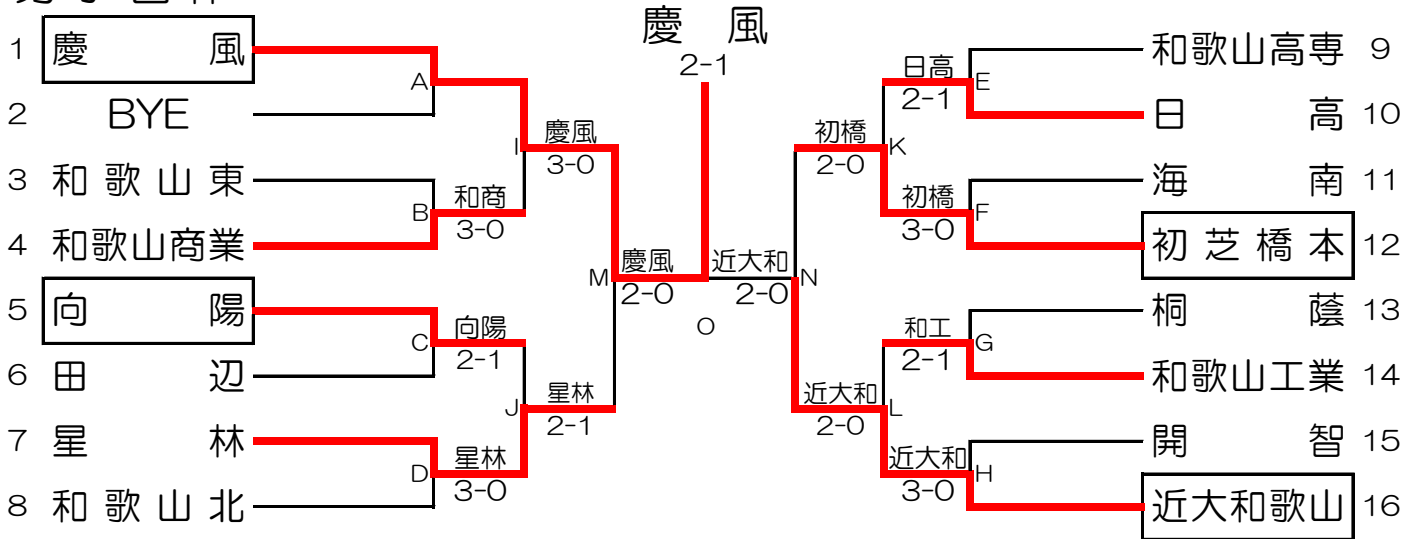 慶風
2-1
1 慶風
2 BYE
3 和歌山東
4 和歌山商業
5 向陽
6 田辺
7 星林
8 和歌山北
A
B
和商
3-0
C
向陽
2-1
D
星林
3-0
I
慶風
3-0
J
星林
2-1
M
慶風
2-0
O
近大和
2-0
N
初橋
2-0
K
近大和
2-0
L
日高
2-1
E
初橋
3-0
F
和工
2-1
G
近大和
3-0
H
和歌山高専 9
日高 10
海南 11
初芝橋本 12
桐蔭 13
和歌山工業 14
開智 15
近大和歌山 16